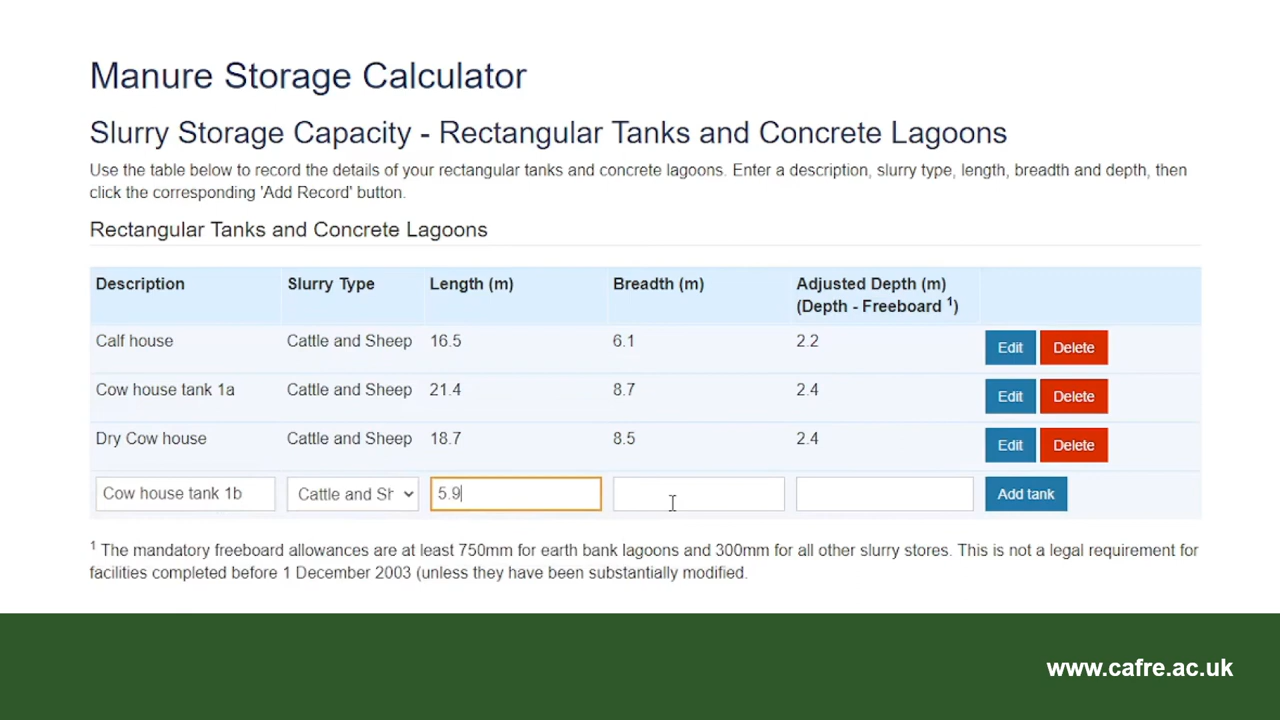 Manure Storage Calculator
Slurry Storage Capacity - Rectangular Tanks and Concrete Lagoons
Use the table below to record the details of your rectangular tanks and concrete lagoons. Enter a description, slurry type, length, breadth and depth, then
click the corresponding 'Add Record' button.
Rectangular Tanks and Concrete Lagoons
Description Slurry Type Length (m) Breadth (m) Adjusted Depth (m)
(Depth - Freeboard 1)
Calf house Cattle and Sheep 16.5 6.1 2.2 Edit Delete
Cow house tank 1a Cattle and Sheep 21.4 8.7 2.4 Edit Delete
Dry Cow house Cattle and Sheep 18.7 8.5 2.4 Edit Delete
Cow house tank 1b Cattle and Sh 5.9 Add tank
1 The mandatory freeboard allowances are at least 750mm for earth bank lagoons and 300mm for all other slurry stores. This is not a legal requirement for
facilities completed before 1 December 2003 (unless they have been substantially modified.
www.cafre.ac.uk